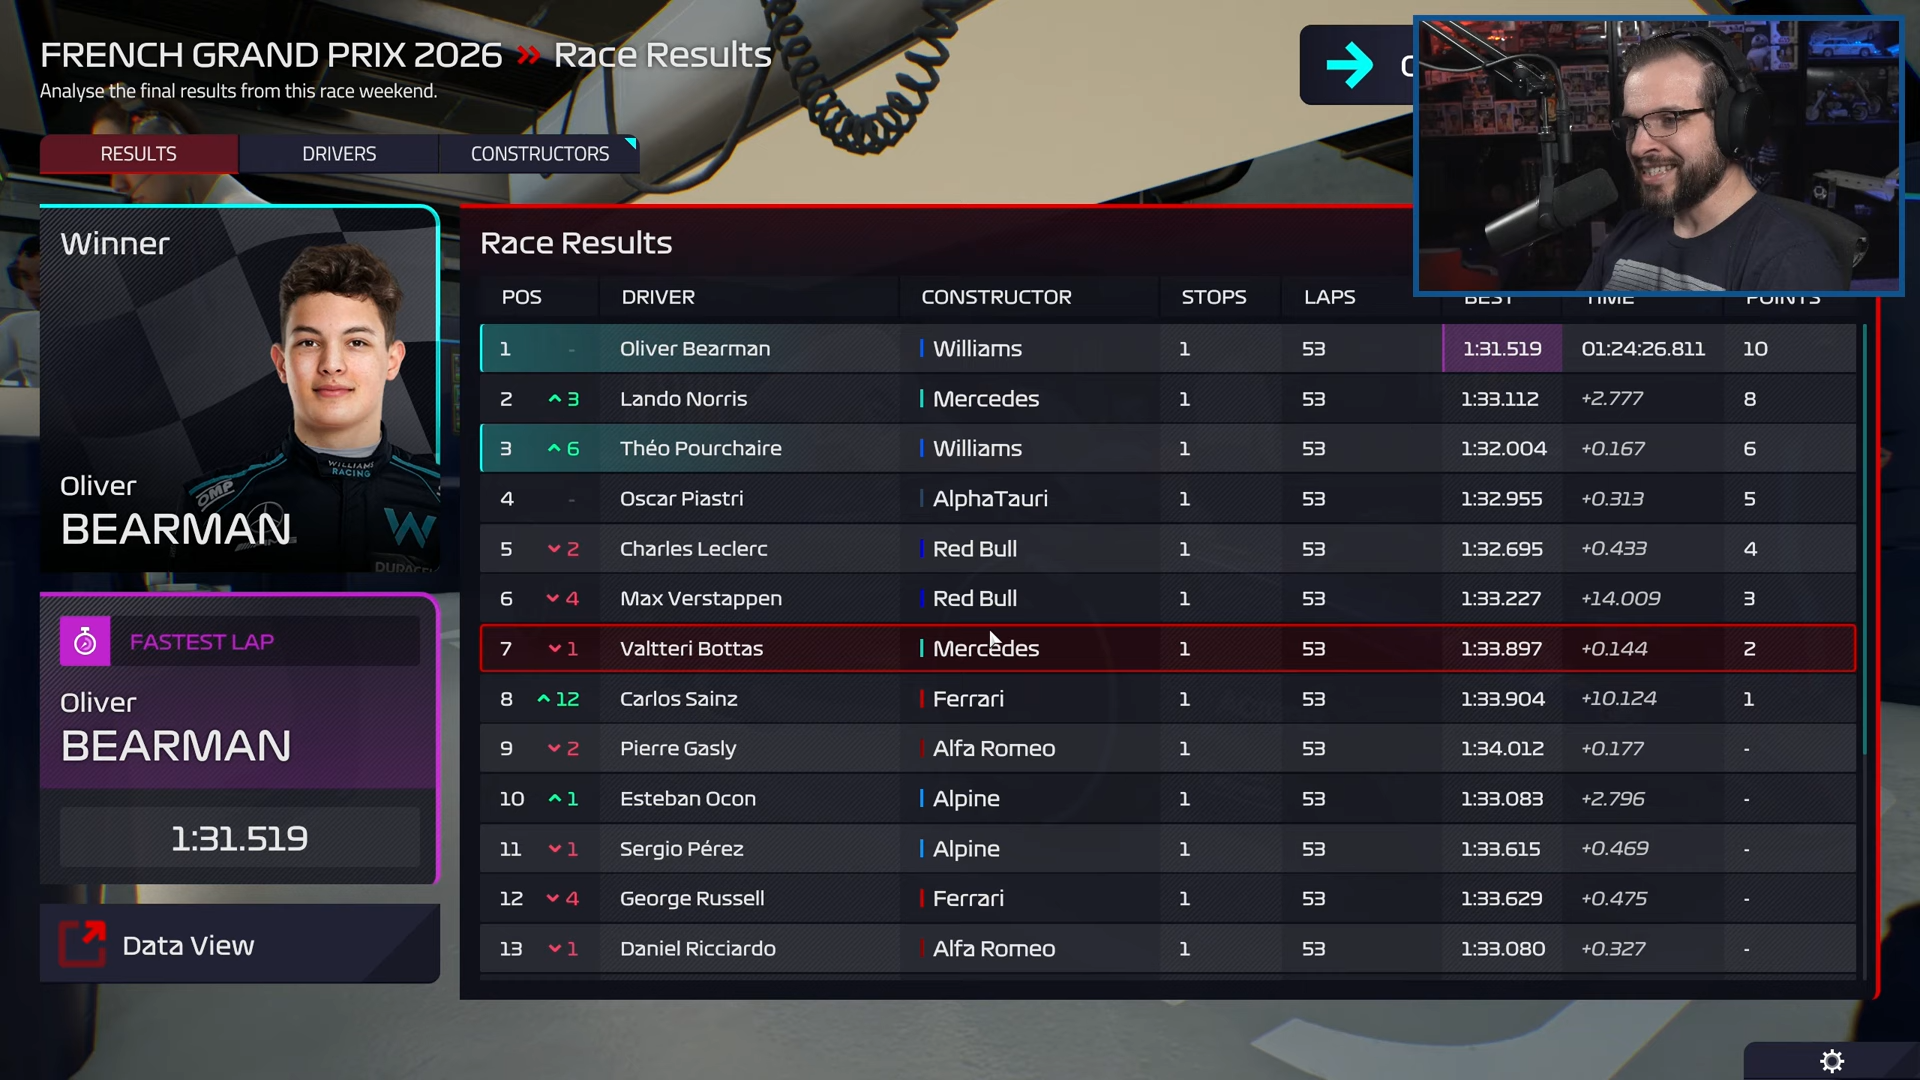 FRENCH GRAND PRIX 2026 » Race Results
Analyse the final results from this race weekend.
RESULTS DRIVERS CONSTRUCTORS
Winner
WILLIAMS
RACING
OMP
W
Oliver
BEARMAN
FASTEST LAP
Oliver
BEARMAN
1:31.519
Data View
Race Results
POS DRIVER CONSTRUCTOR STOPS LAPS BEST TIME POINTS
1 - Oliver Bearman Williams 1 53 1:31.519 01:24:26.811 10
2 3 Lando Norris Mercedes 1 53 1:33.112 +2.777 8
3 6 Théo Pourchaire Williams 1 53 1:32.004 +0.167 6
4 - Oscar Piastri AlphaTauri 1 53 1:32.955 +0.313 5
5 2 Charles Leclerc Red Bull 1 53 1:32.695 +0.433 4
6 4 Max Verstappen Red Bull 1 53 1:33.227 +14.009 3
7 1 Valtteri Bottas Mercedes 1 53 1:33.897 +0.144 2
8 12 Carlos Sainz Ferrari 1 53 1:33.904 +10.124 1
9 2 Pierre Gasly Alfa Romeo 1 53 1:34.012 +0.177 -
10 1 Esteban Ocon Alpine 1 53 1:33.083 +2.796 -
11 1 Sergio Pérez Alpine 1 53 1:33.615 +0.469 -
12 4 George Russell Ferrari 1 53 1:33.629 +0.475 -
13 1 Daniel Ricciardo Alfa Romeo 1 53 1:33.080 +0.327 -